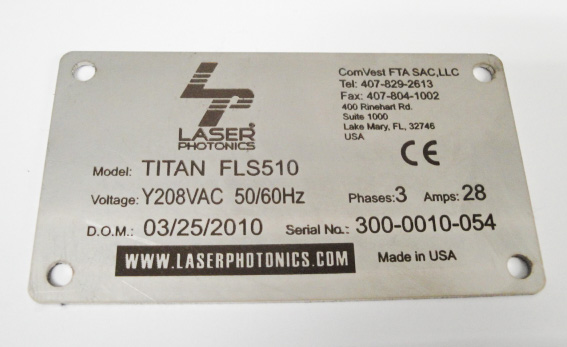 LP
LASER®
PHOTONICS
ComVest FTA SAC,LLC
Tel: 407-829-2613
Fax: 407-804-1002
400 Rinehart Rd.
Suite 1000
Lake Mary, FL, 32746
USA
CE
Model: TITAN FLS510
Voltage: Y208VAC 50/60Hz Phases: 3 Amps: 28
D.O.M.: 03/25/2010 Serial No.: 300-0010-054
WWW.LASERPHOTONICS.COM Made in USA